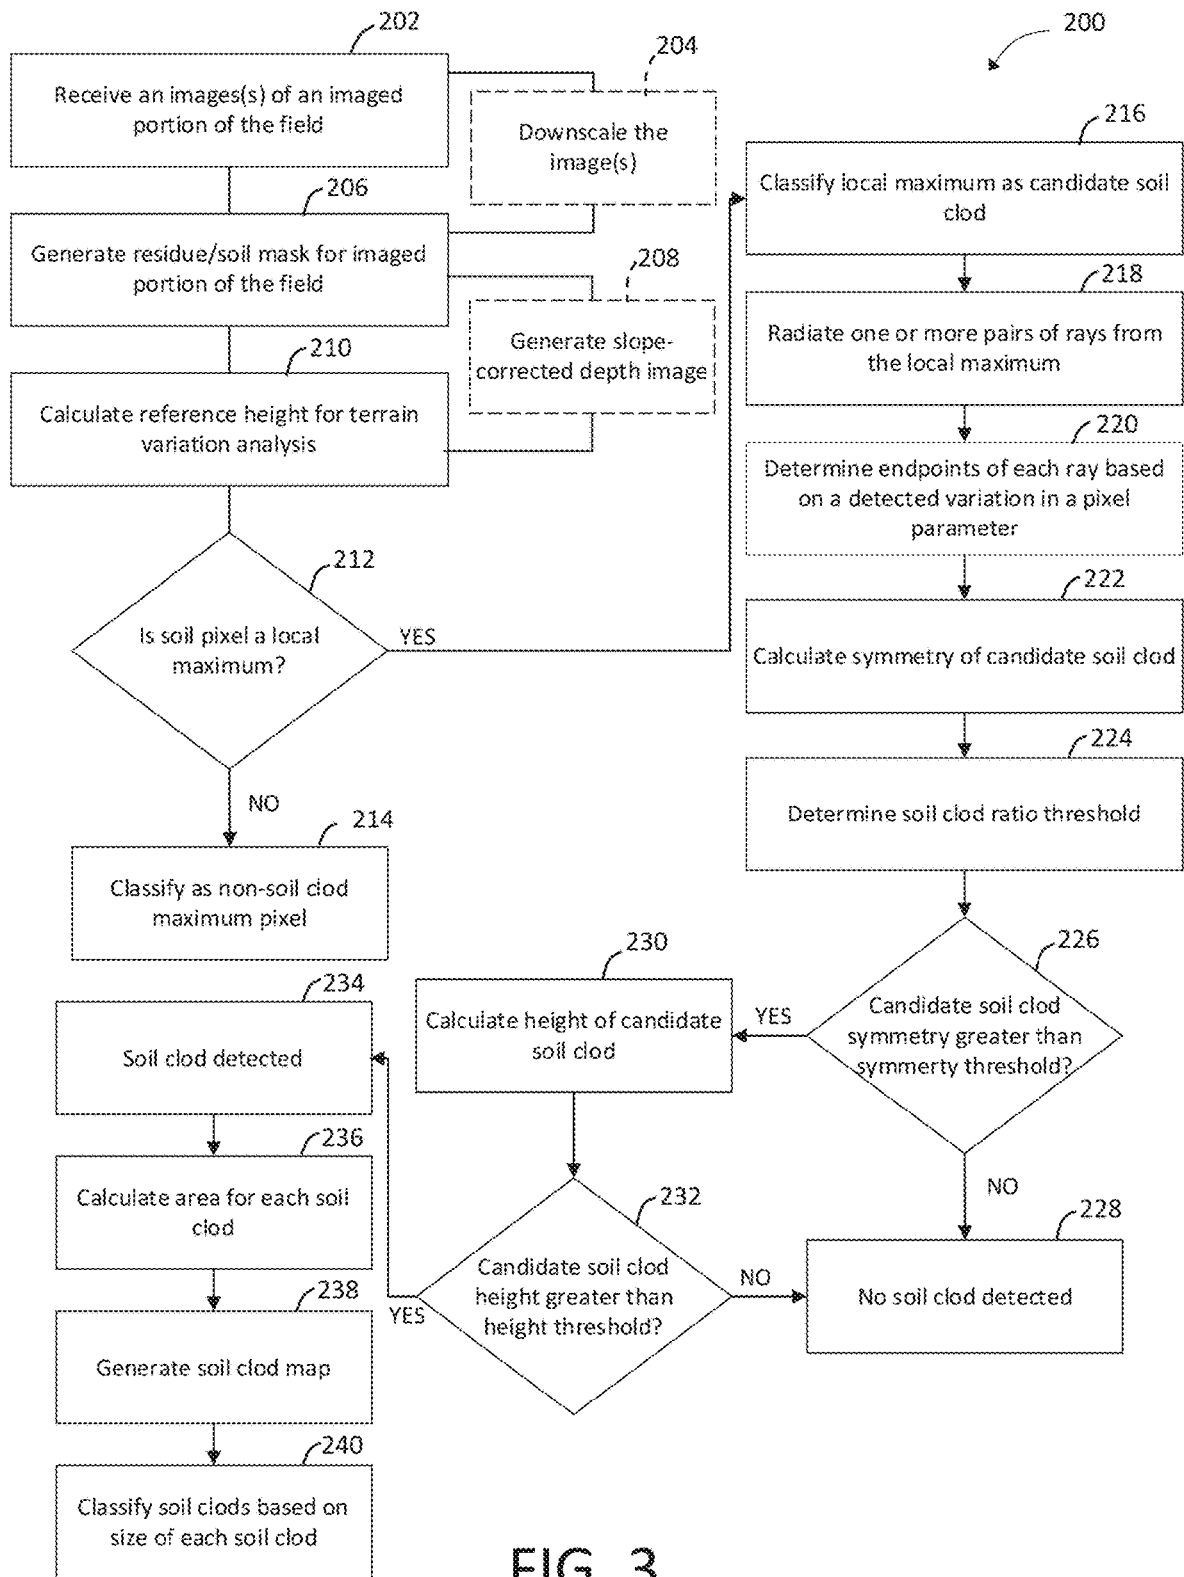 200
202
Receive an images(s) of an imaged
portion of the field
204
Downscale the
image(s)
206
Generate residue/soil mask for imaged
portion of the field
208
Generate slope-
corrected depth image
210
Calculate reference height for terrain
variation analysis
212
Is soil pixel a local
maximum?
YES
NO
214
Classify as non-soil clod
maximum pixel
216
Classify local maximum as candidate soil
clod
218
Radiate one or more pairs of rays from
the local maximum
220
Determine endpoints of each ray based
on a detected variation in a pixel
parameter
222
Calculate symmetry of candidate soil clod
224
Determine soil clod ratio threshold
226
Candidate soil clod
symmetry greater than
symmerty threshold?
YES
NO
228
No soil clod detected
230
Calculate height of candidate
soil clod
232
Candidate soil clod
height greater than
height threshold?
NO
YES
234
Soil clod detected
236
Calculate area for each soil
clod
238
Generate soil clod map
240
Classify soil clods based on
size of each soil clod
FIG. 3